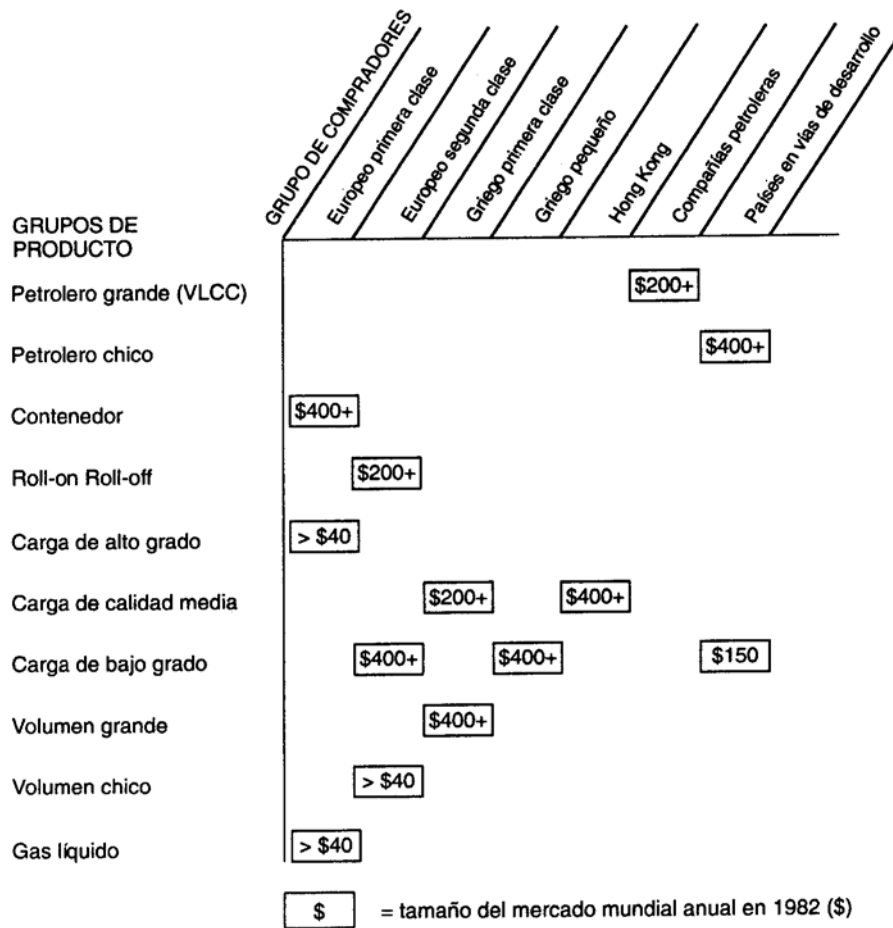 GRUPO DE COMPRADORES
Europeo primera clase
Europeo segunda clase
Griego primera clase
Griego pequeño
Hong Kong
Compañías petroleras
Países en vías de desarrollo
GRUPOS DE
PRODUCTO
Petrolero grande (VLCC) $200+
Petrolero chico $400+
Contenedor $400+
Roll-on Roll-off $200+
Carga de alto grado > $40
Carga de calidad media $200+ $400+
Carga de bajo grado $400+ $400+ $150
Volumen grande $400+
Volumen chico > $40
Gas líquido > $40
$ = tamaño del mercado mundial anual en 1982 ($)